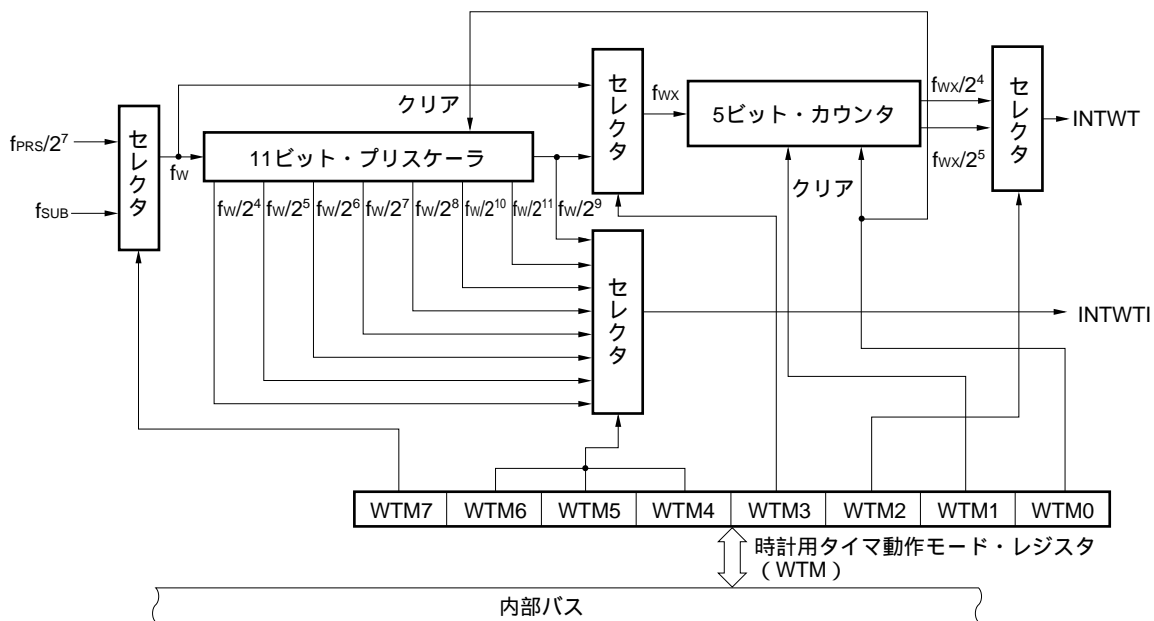 fPRS/2⁷
fSUB
セレクタ
fW
クリア
11ビット・プリスケーラ
fW/2⁴ fW/2⁵ fW/2⁶ fW/2⁷ fW/2⁸ fW/2¹⁰ fW/2¹¹ fW/2⁹
セレクタ
fWX
5ビット・カウンタ
クリア
fWX/2⁴
fWX/2⁵
セレクタ
INTWT
セレクタ
INTWTI
WTM7 WTM6 WTM5 WTM4 WTM3 WTM2 WTM1 WTM0
時計用タイマ動作モード・レジスタ
(WTM)
内部バス